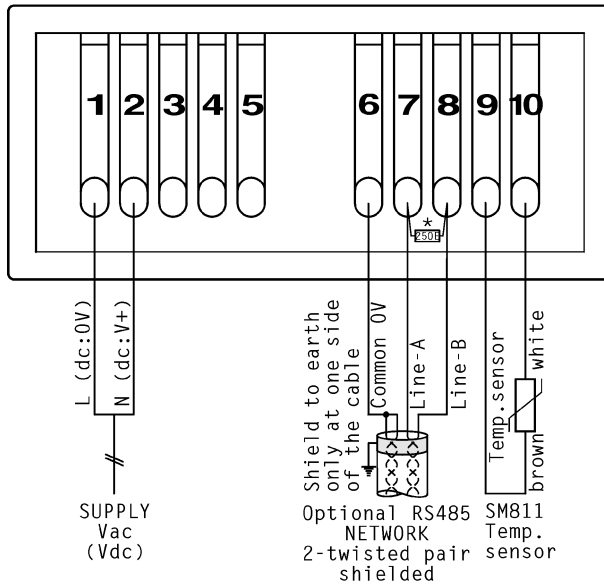 1 2 3 4 5 6 7 8 9 10
*
250E
L (dc:0V)
N (dc:V+)
Shield to earth
only at one side
of the cable
Common 0V
Line-A
Line-B
Temp.sensor
white
brown
SUPPLY
Vac
(Vdc)
Optional RS485
NETWORK
2-twisted pair
shielded
SM811
Temp.
sensor